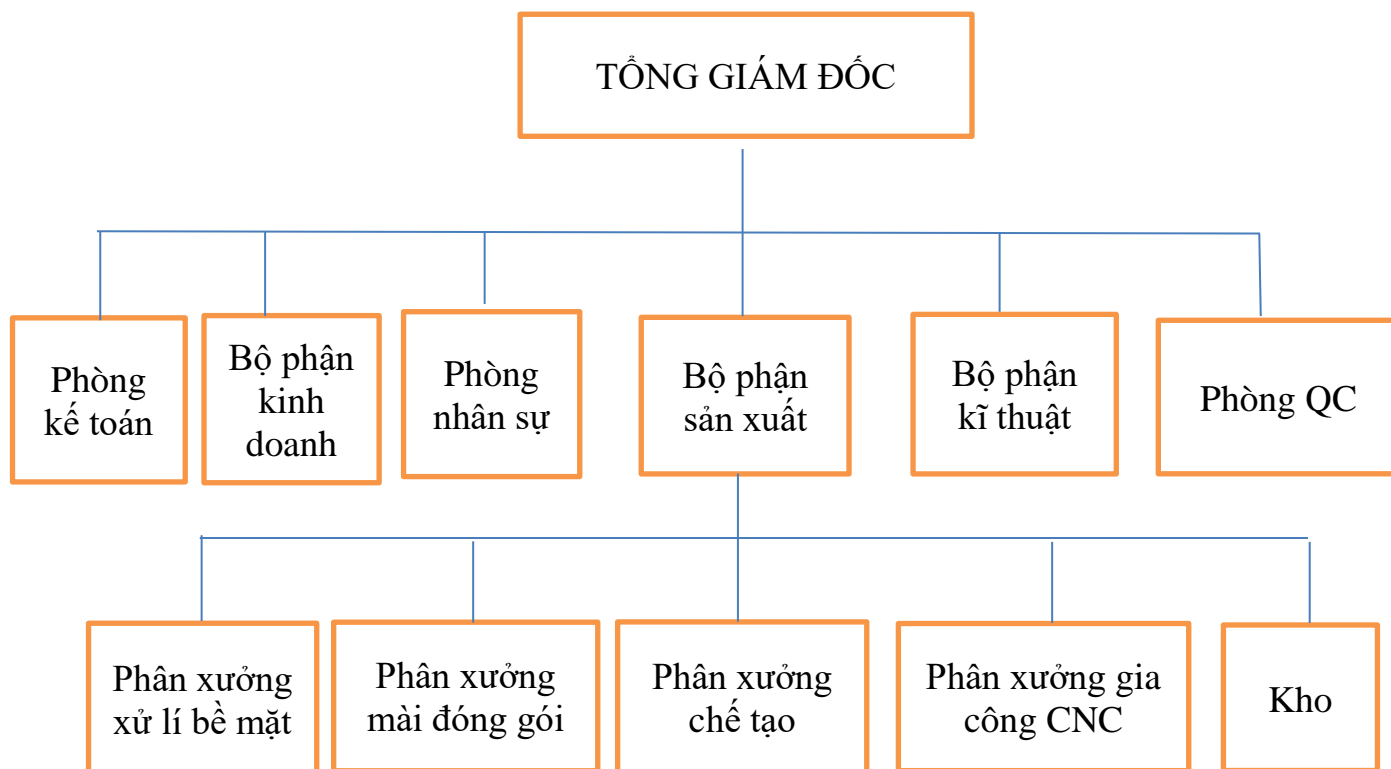 TỔNG GIÁM ĐỐC
Phòng
kế toán
Bộ phận
kinh
doanh
Phòng
nhân sự
Bộ phận
sản xuất
Bộ phận
kĩ thuật
Phòng QC
Phân xưởng
xử lí bề mặt
Phân xưởng
mài đóng gói
Phân xưởng
chế tạo
Phân xưởng gia
công CNC
Kho